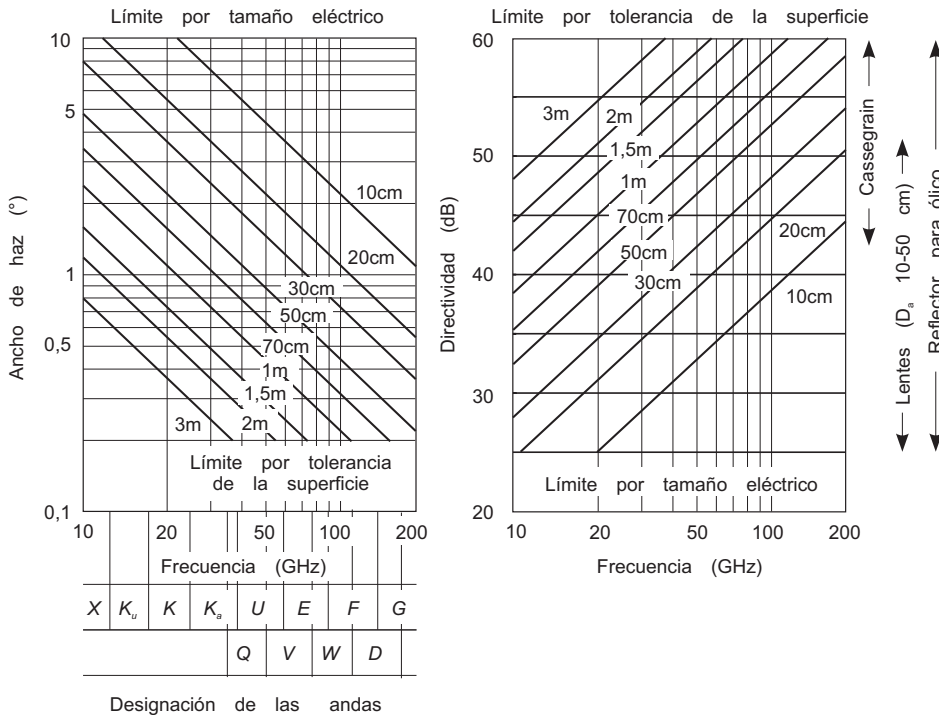 Límite por tamaño eléctrico
10
5
1
0,5
0,1
Ancho de haz (°)
10cm
20cm
30cm
50cm
70cm
1m
1,5m
2m
3m
Límite por tolerancia
de la superficie
10 20 50 100 200
Frecuencia (GHz)
X Ku K Ka U E F G
Q V W D
Designación de las andas
Límite por tolerancia de la superficie
60
50
40
30
20
Directividad (dB)
3m
2m
1,5m
1m
70cm
50cm
30cm
20cm
10cm
Límite por tamaño eléctrico
10 20 50 100 200
Frecuencia (GHz)
Cassegrain
Lentes (Da 10-50 cm)
Reflector para ólico